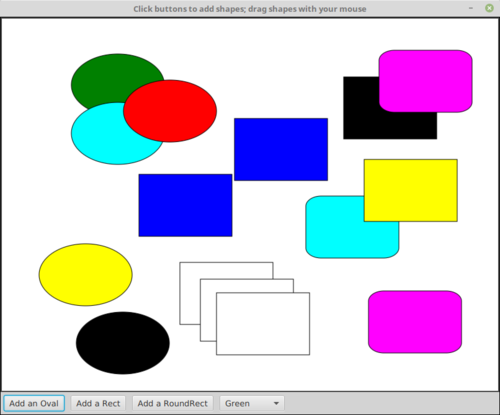 Click buttons to add shapes; drag shapes with your mouse
Add an Oval Add a Rect Add a RoundRect Green